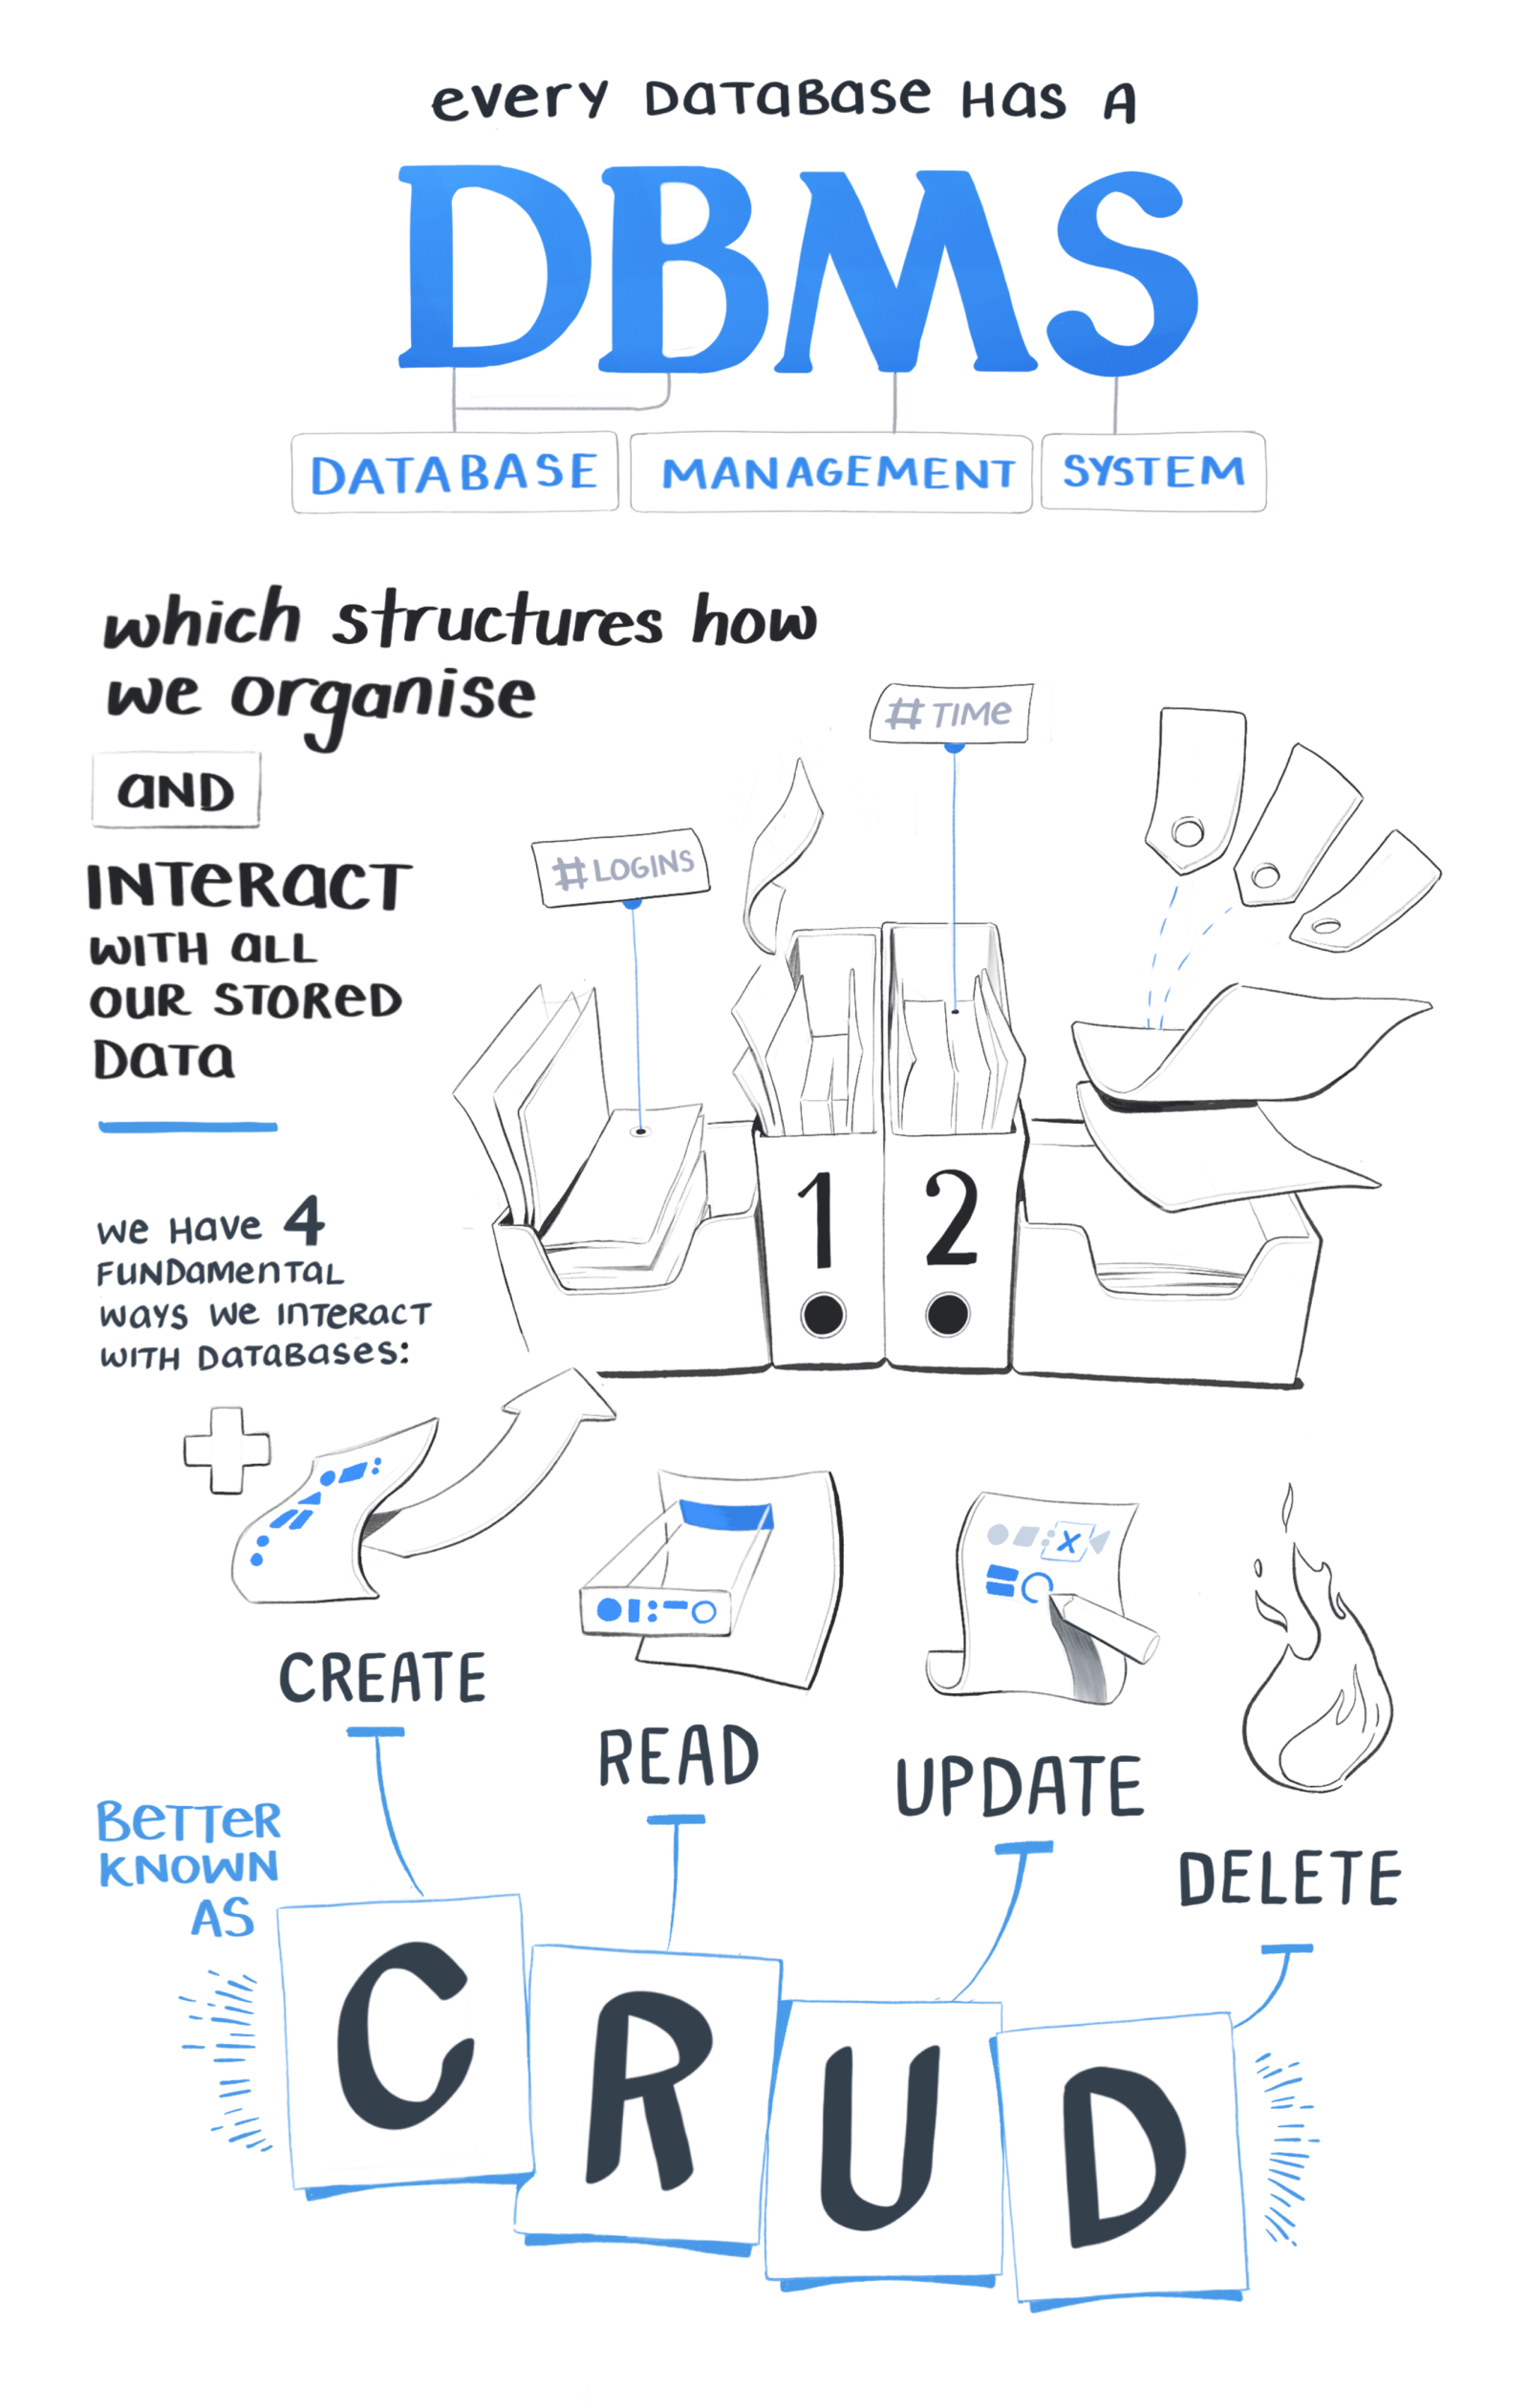 every DATABASE HAS A
DBMS
DATABASE MANAGEMENT SYSTEM
which structures how
we organise
AND
INTERACT
WITH ALL
OUR STORED
DATA
#TIME
#LOGINS
1 2
WE HAVE 4
FUNDAMENTAL
WAYS WE INTERACT
WITH DATABASES:
CREATE
READ
UPDATE
DELETE
BETTER
KNOWN
AS
C R U D